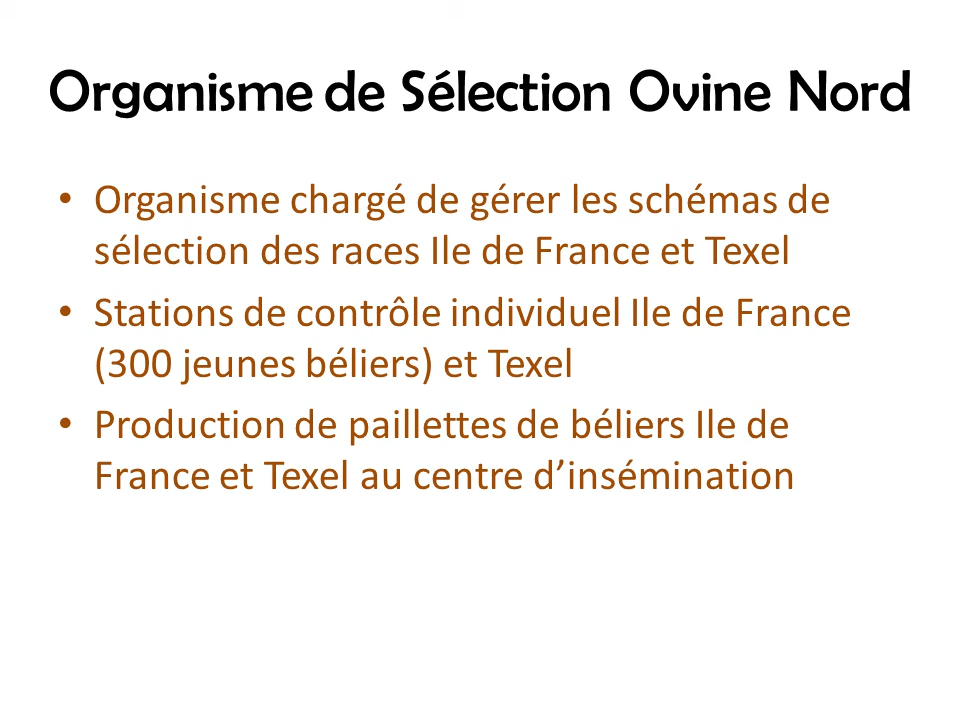 Organisme de Sélection Ovine Nord
• Organisme chargé de gérer les schémas de
sélection des races Ile de France et Texel
• Stations de contrôle individuel Ile de France
(300 jeunes béliers) et Texel
• Production de paillettes de béliers Ile de
France et Texel au centre d’insémination